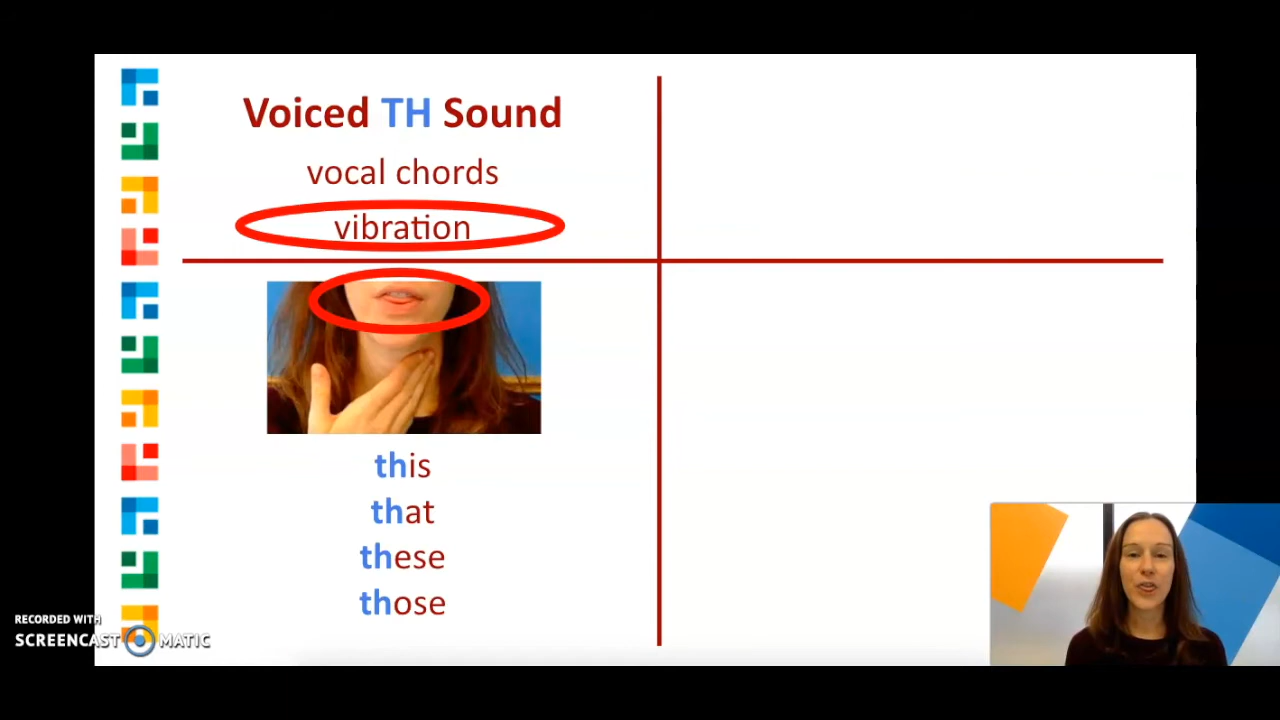 Voiced TH Sound
vocal chords
vibration
this
that
these
those
RECORDED WITH
SCREENCAST MATIC